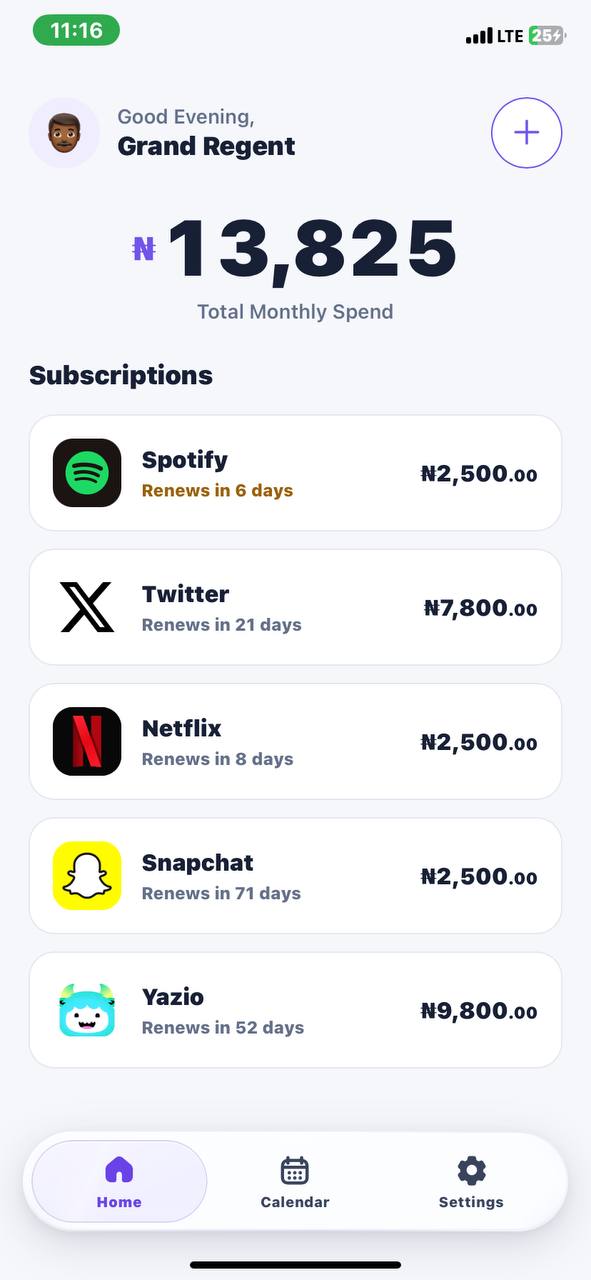 11:16
LTE
25
Good Evening,
Grand Regent
₦ 13,825
Total Monthly Spend
Subscriptions
Spotify
Renews in 6 days
₦2,500.00
Twitter
Renews in 21 days
₦7,800.00
Netflix
Renews in 8 days
₦2,500.00
Snapchat
Renews in 71 days
₦2,500.00
Yazio
Renews in 52 days
₦9,800.00
Home
Calendar
Settings